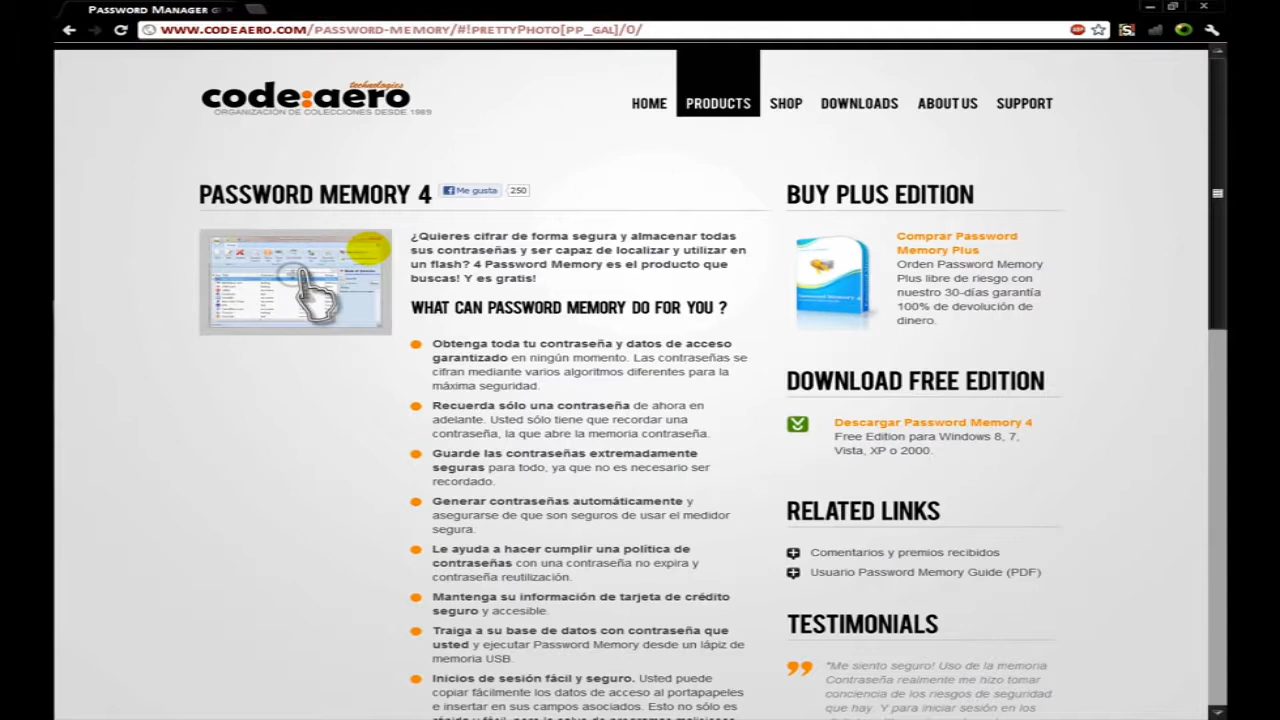 PASSWORD MANAGER
WWW.CODEAERO.COM/PASSWORD-MEMORY/#!PRETTYPHOTO[PP_GAL]/0/
technologies
code:aero
ORGANIZACIÓN DE COLECCIONES DESDE 1989
HOME
PRODUCTS
SHOP
DOWNLOADS
ABOUT US
SUPPORT
PASSWORD MEMORY 4
Me gusta
250
¿Quieres cifrar de forma segura y almacenar todas
sus contraseñas y ser capaz de localizar y utilizar en
un flash? 4 Password Memory es el producto que
buscas! Y es gratis!
WHAT CAN PASSWORD MEMORY DO FOR YOU ?
Obtenga toda tu contraseña y datos de acceso
garantizado en ningún momento. Las contraseñas se
cifran mediante varios algoritmos diferentes para la
máxima seguridad.
Recuerda sólo una contraseña de ahora en
adelante. Usted sólo tiene que recordar una
contraseña, la que abre la memoria contraseña.
Guarde las contraseñas extremadamente
seguras para todo, ya que no es necesario ser
recordado.
Generar contraseñas automáticamente y
asegurarse de que son seguros de usar el medidor
segura.
Le ayuda a hacer cumplir una política de
contraseñas con una contraseña no expira y
contraseña reutilización.
Mantenga su información de tarjeta de crédito
seguro y accesible.
Traiga a su base de datos con contraseña que
usted y ejecutar Password Memory desde un lápiz de
memoria USB.
Inicios de sesión fácil y seguro. Usted puede
copiar fácilmente los datos de acceso al portapapeles
e insertar en sus campos asociados. Esto no sólo es
BUY PLUS EDITION
Comprar Password
Memory Plus
Orden Password Memory
Plus libre de riesgo con
nuestro 30-días garantía
100% de devolución de
dinero.
DOWNLOAD FREE EDITION
Descargar Password Memory 4
Free Edition para Windows 8, 7,
Vista, XP o 2000.
RELATED LINKS
Comentarios y premios recibidos
Usuario Password Memory Guide (PDF)
TESTIMONIALS
"Me siento seguro! Uso de la memoria
Contraseña realmente me hizo tomar
conciencia de los riesgos de seguridad
que hay. Y para iniciar sesión en los